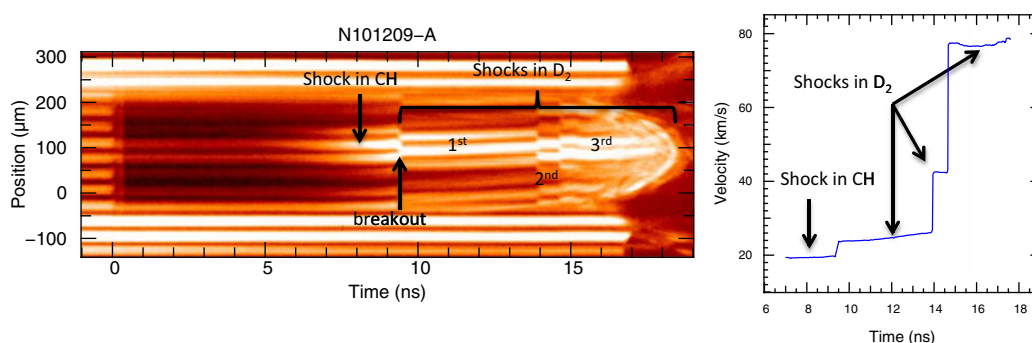 N101209-A
Position (µm)
300
200
100
0
−100
Shock in CH
Shocks in D2
1st
2nd
3rd
breakout
0
5
10
15
Time (ns)
Velocity (km/s)
80
60
40
20
Shocks in D2
Shock in CH
6
8
10
12
14
16
18
Time (ns)